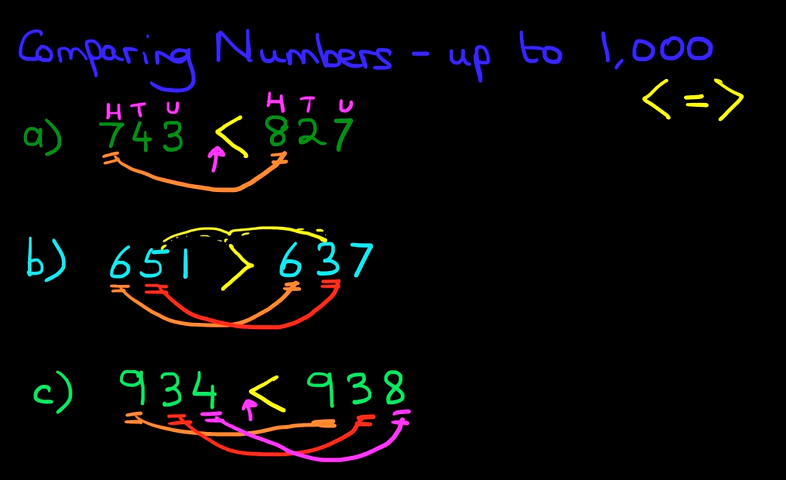 Comparing Numbers - up to 1,000
< = >
H T U H T U
a) 743 < 827
b) 651 > 637
c) 934 < 938